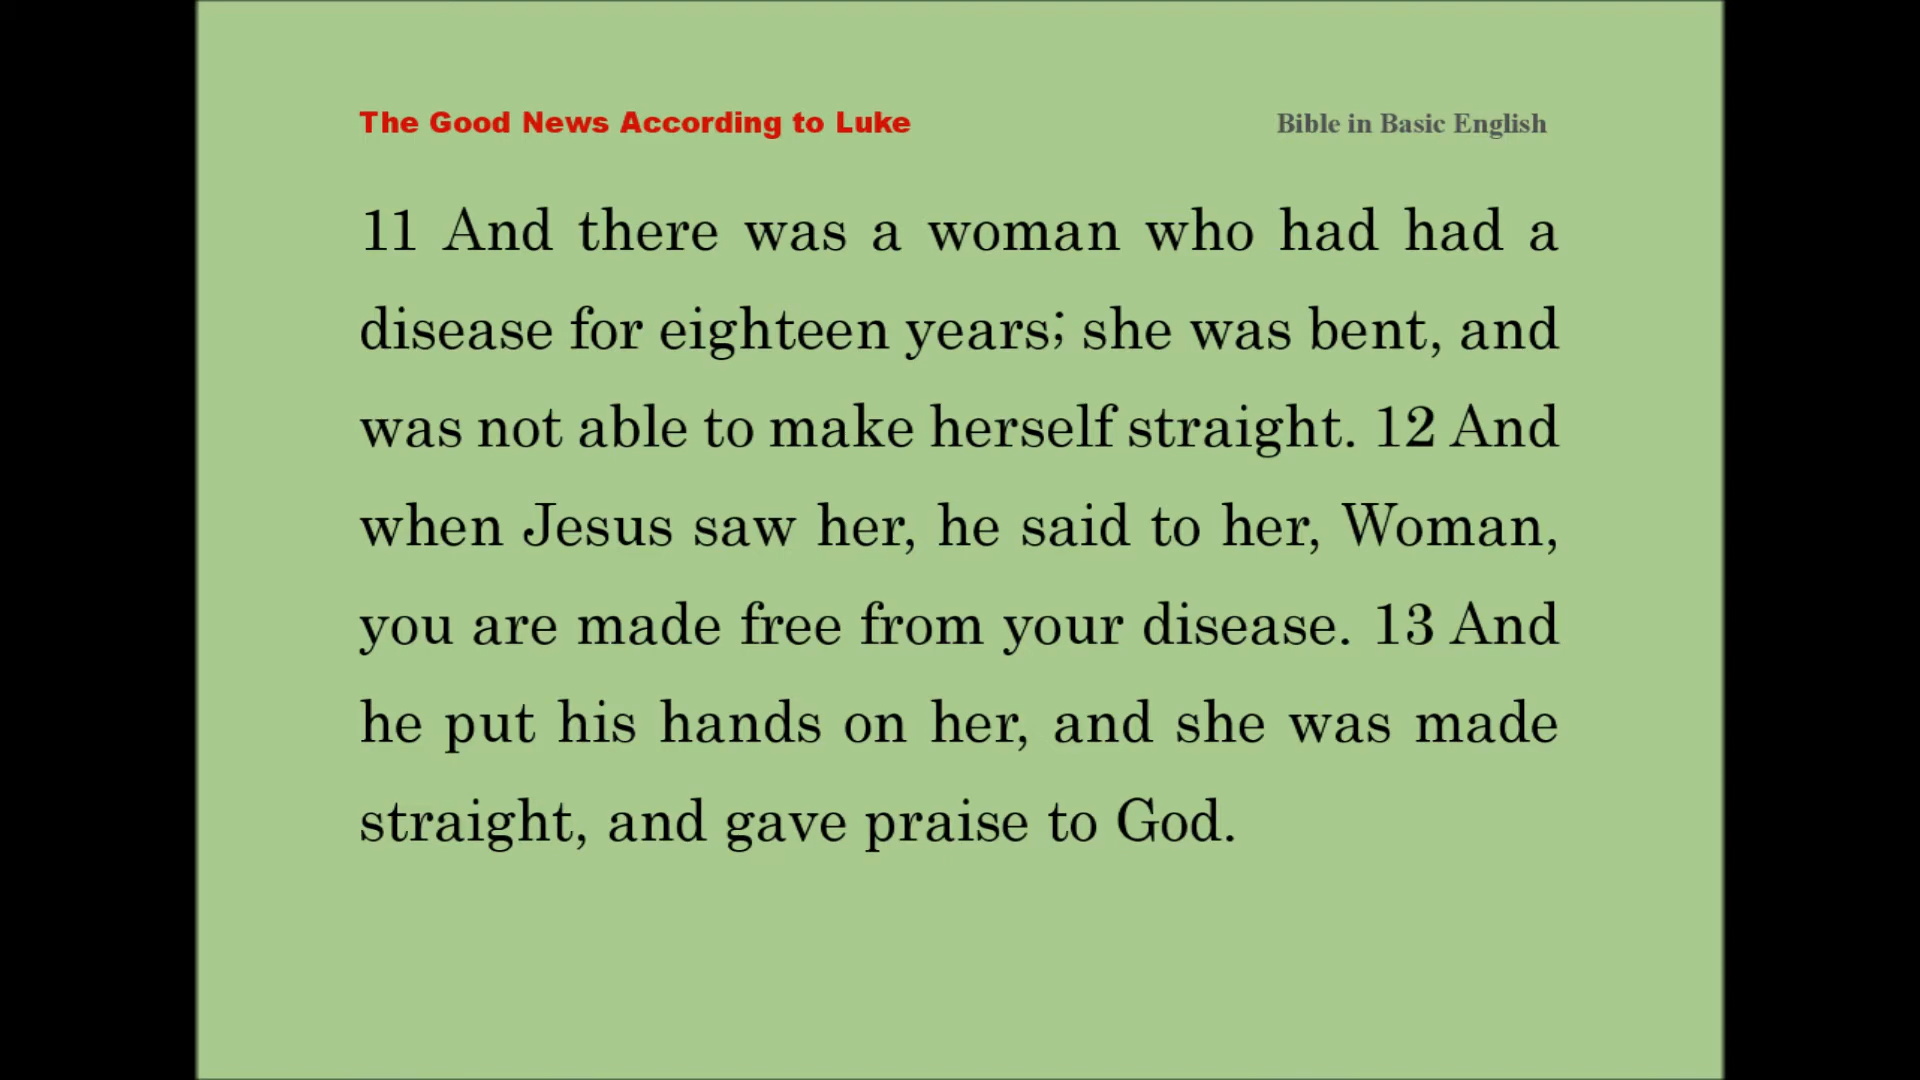 The Good News According to Luke
Bible in Basic English
11 And there was a woman who had had a
disease for eighteen years; she was bent, and
was not able to make herself straight. 12 And
when Jesus saw her, he said to her, Woman,
you are made free from your disease. 13 And
he put his hands on her, and she was made
straight, and gave praise to God.